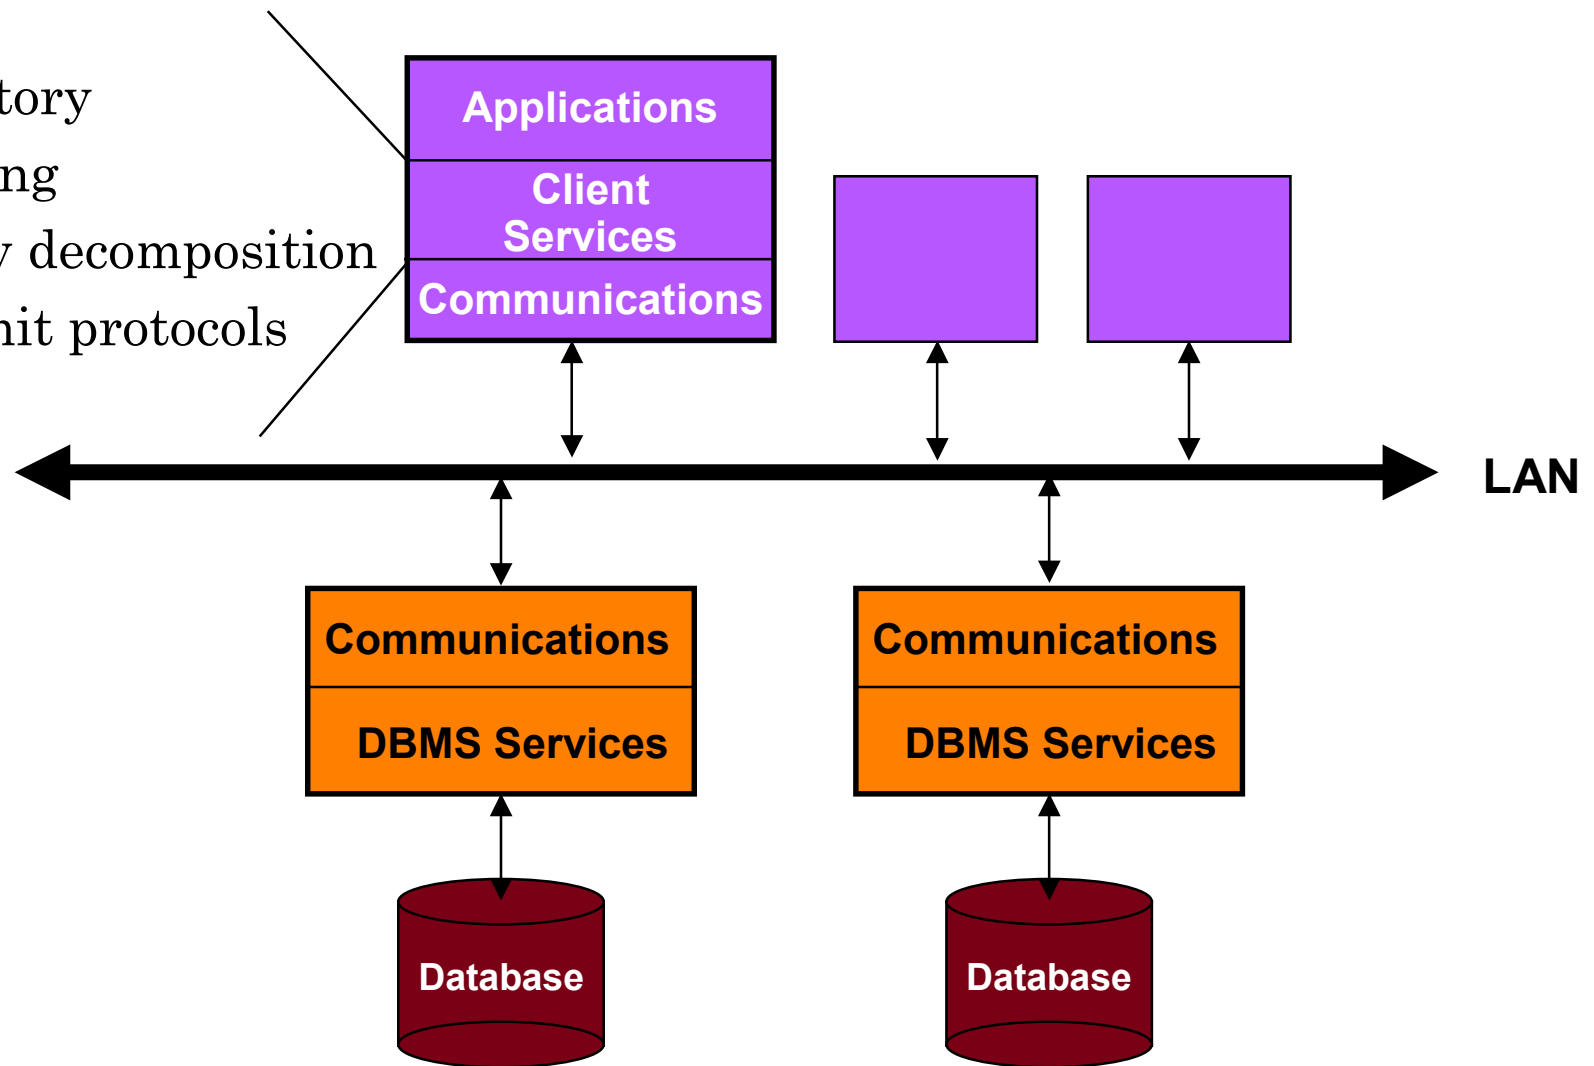 tory
ng
decomposition
nit protocols
Applications
Client
Services
Communications
LAN
Communications
DBMS Services
Communications
DBMS Services
Database
Database